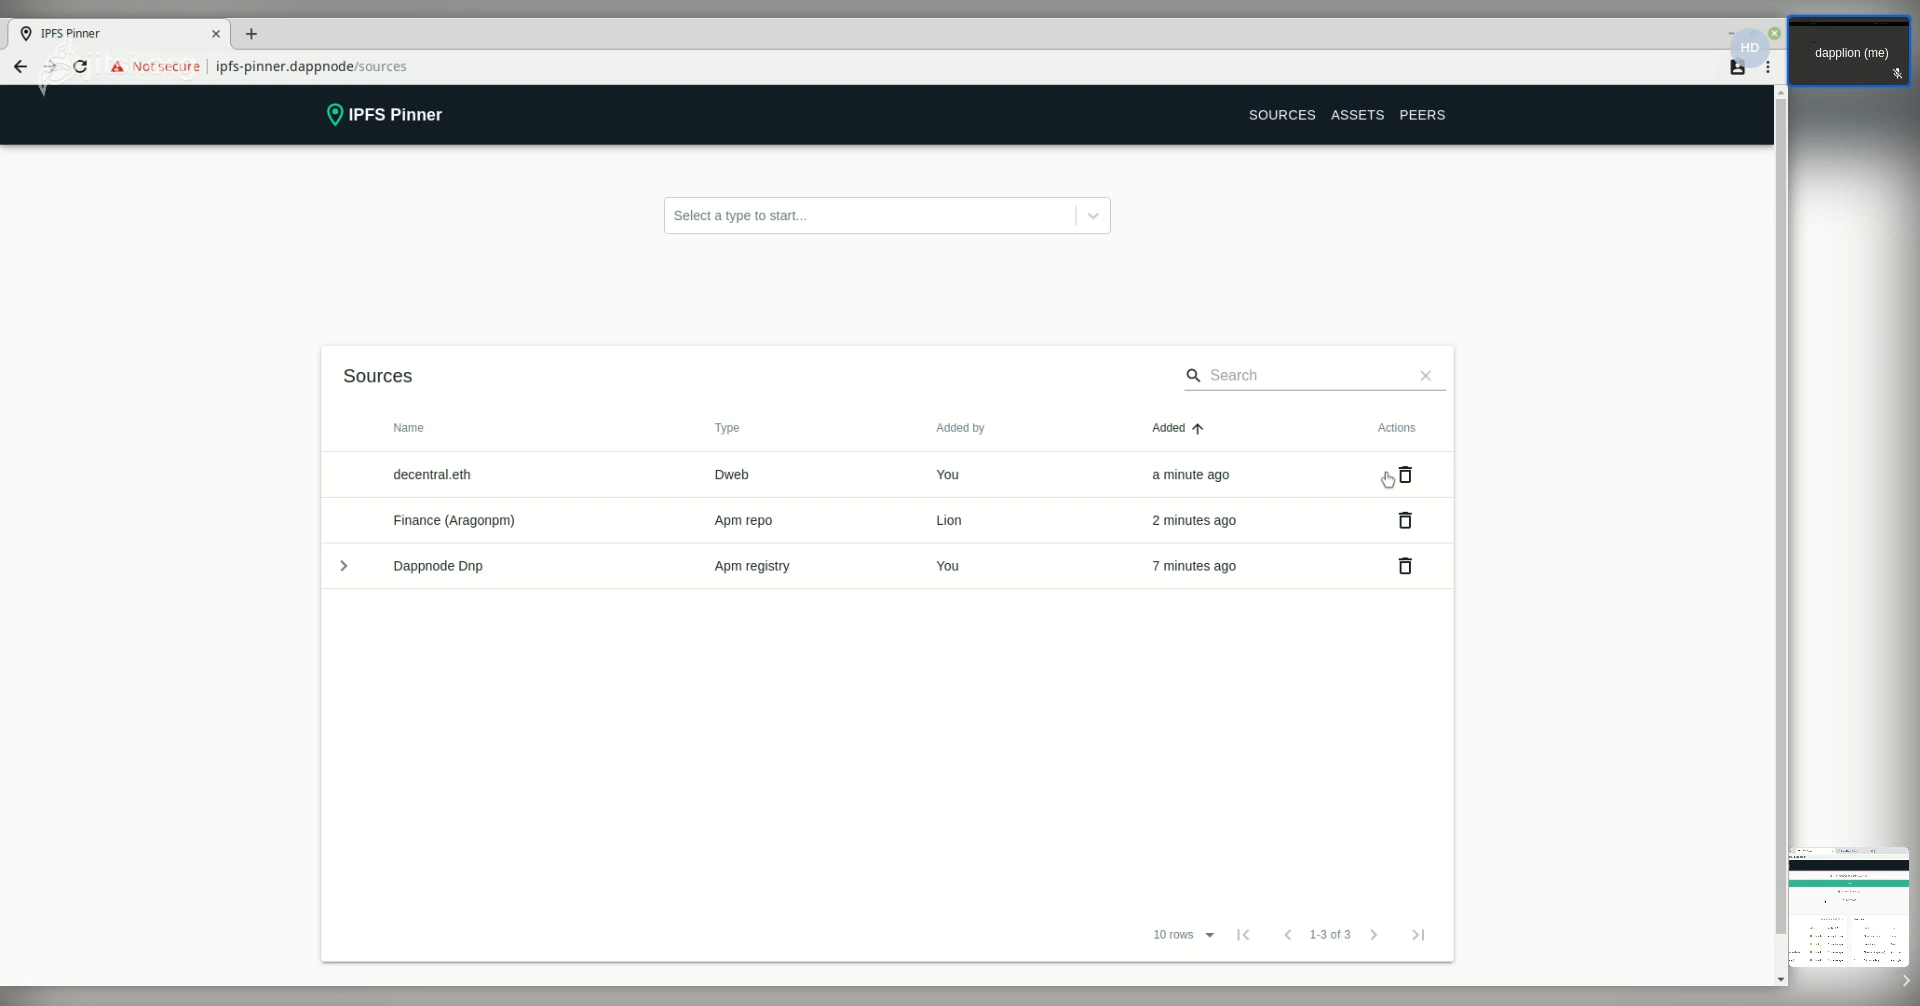 IPFS Pinner
Not secure ipfs-pinner.dappnode/sources
HD
dapplion (me)
IPFS Pinner
SOURCES ASSETS PEERS
Select a type to start...
Sources
Search
Name Type Added by Added Actions
decentral.eth Dweb You a minute ago
Finance (Aragonpm) Apm repo Lion 2 minutes ago
Dappnode Dnp Apm registry You 7 minutes ago
10 rows 1-3 of 3